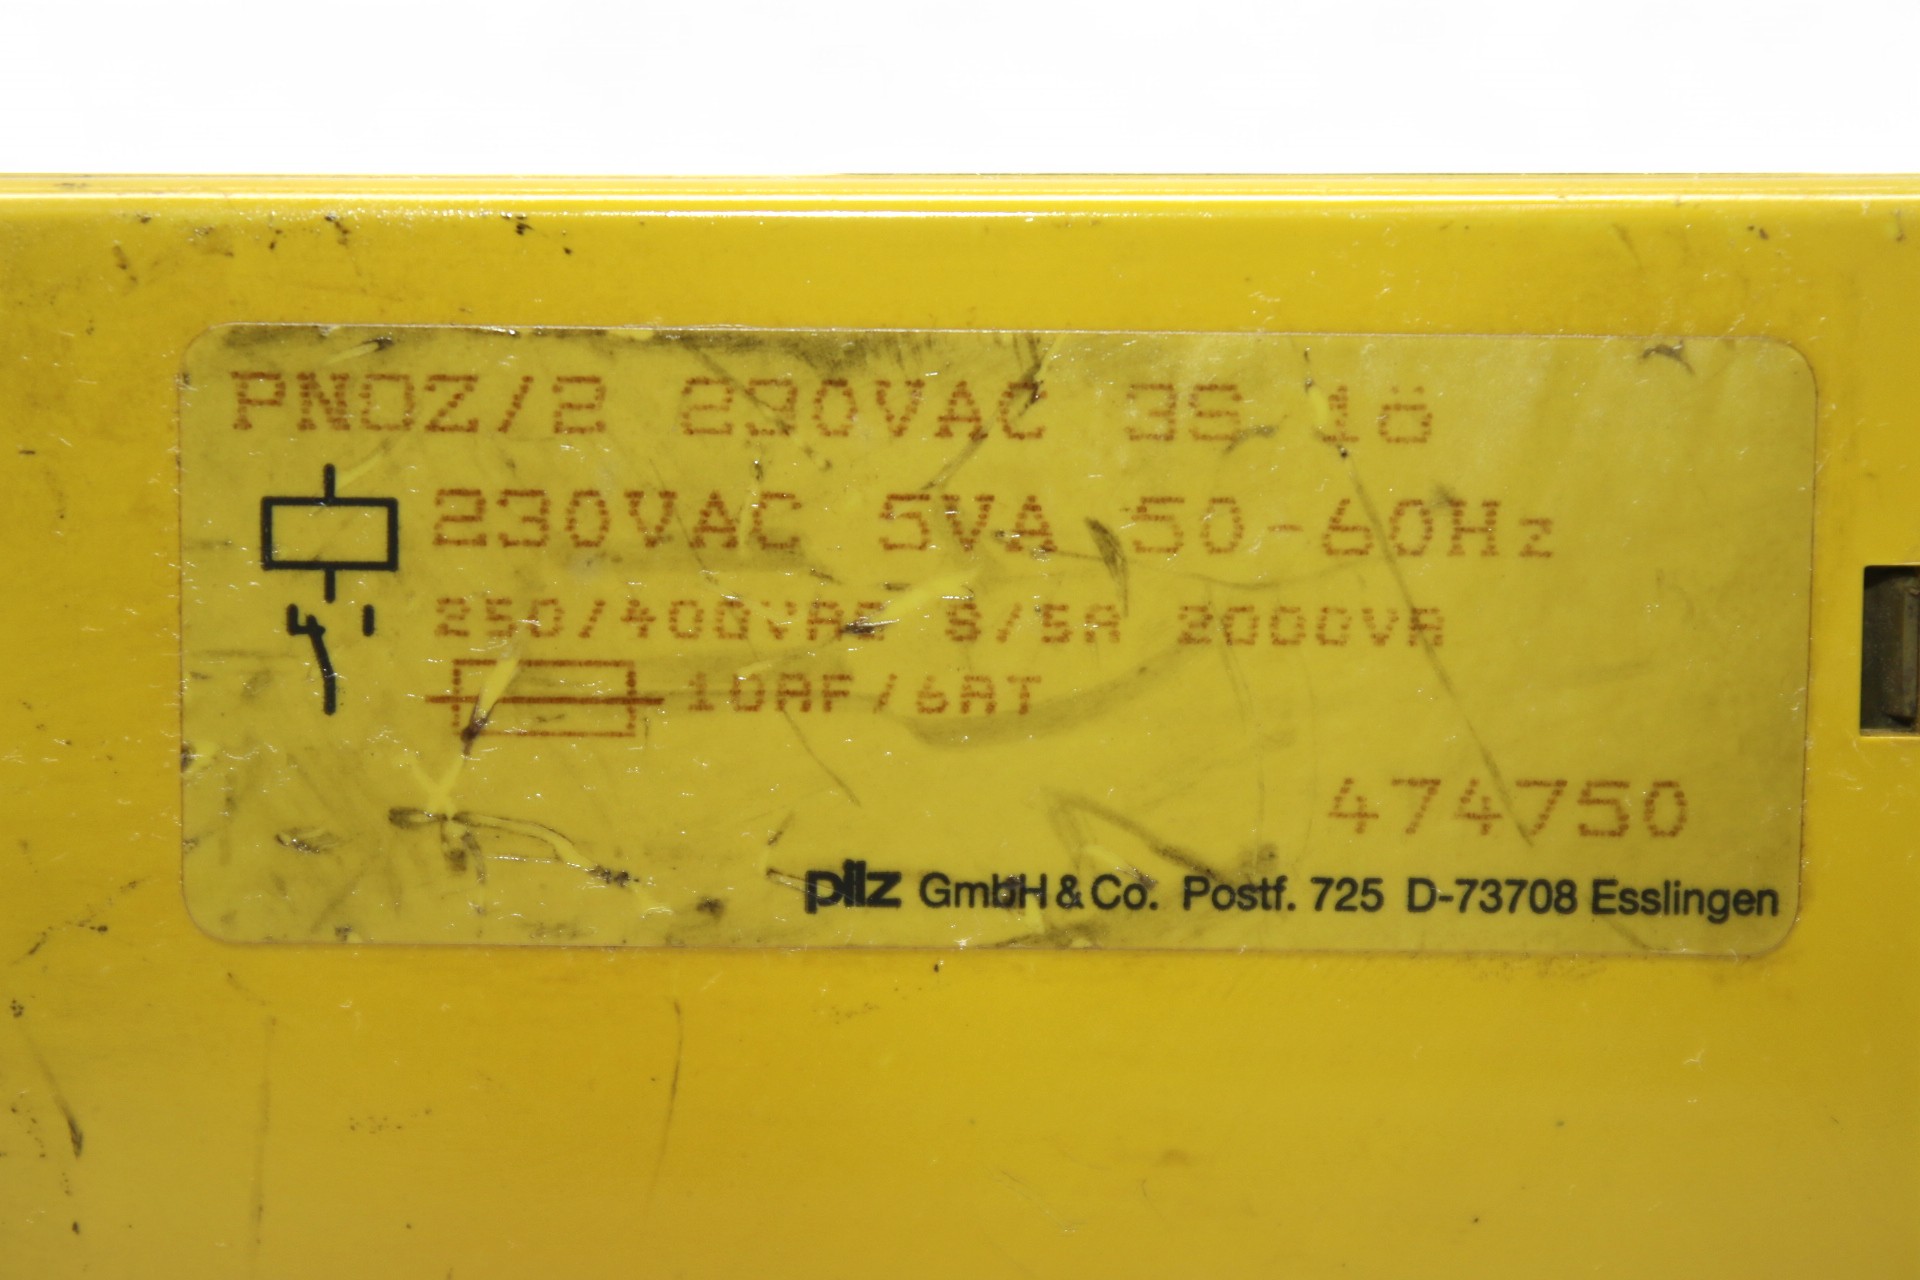 PNOZ/2 230VAC 3S 1ö
230VAC 5VA 50-60Hz
250/400VAC 8/5A 2000VA
10AF/6AT
474750
pilz GmbH & Co. Postf. 725 D-73708 Esslingen